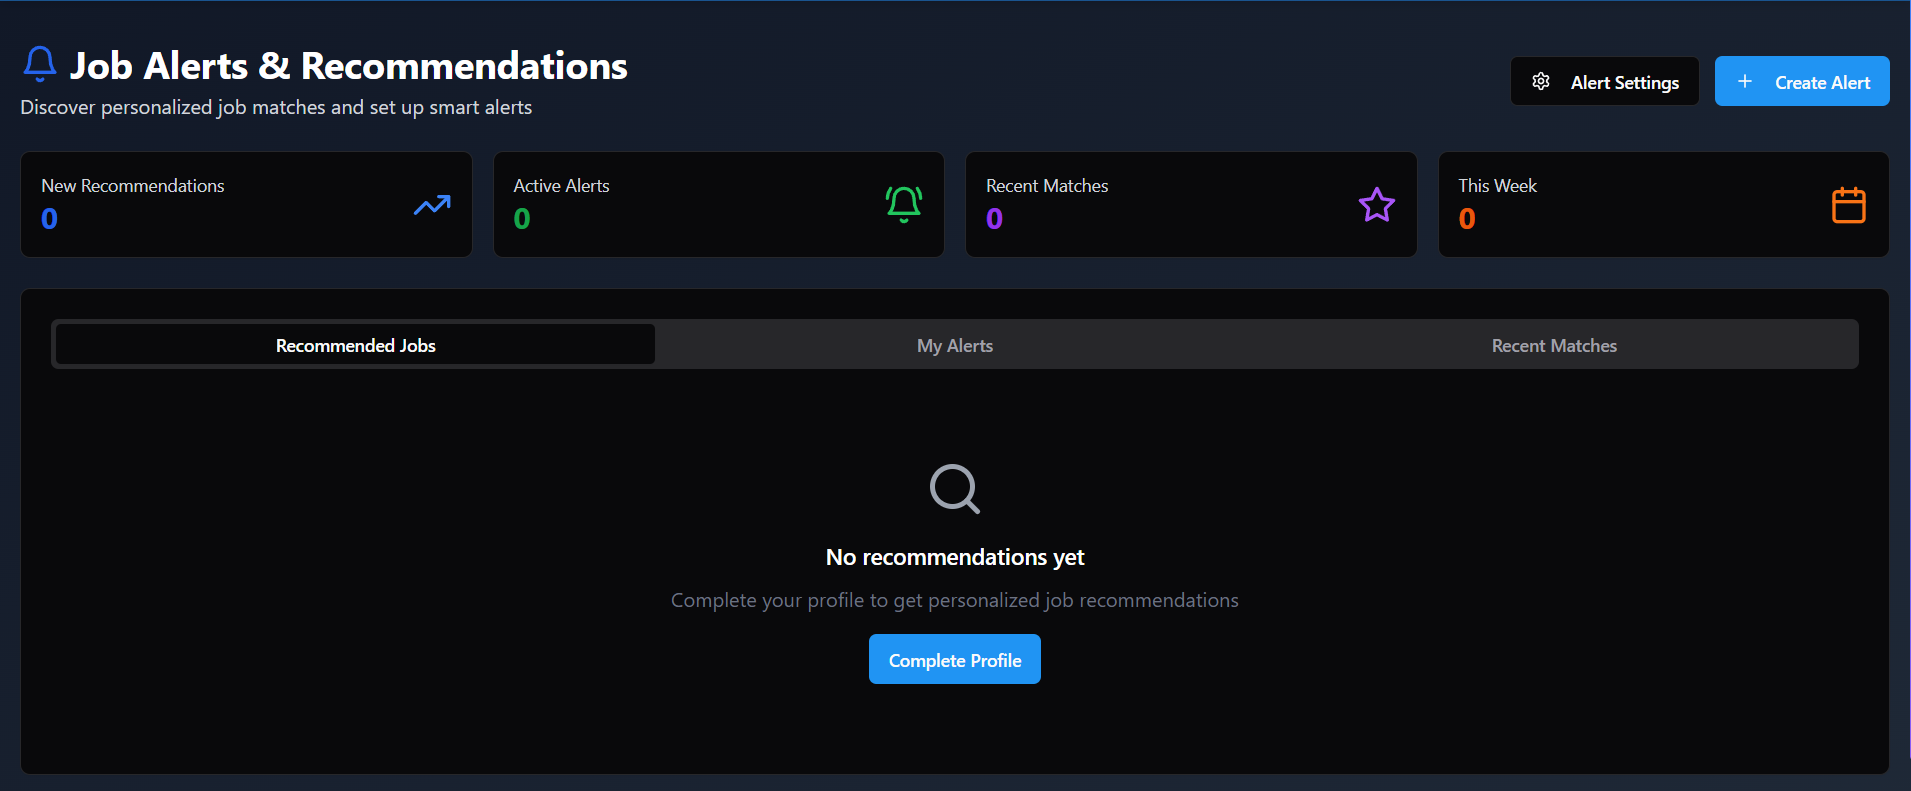 Job Alerts & Recommendations
Discover personalized job matches and set up smart alerts
Alert Settings
Create Alert
New Recommendations
0
Active Alerts
0
Recent Matches
0
This Week
0
Recommended Jobs
My Alerts
Recent Matches
No recommendations yet
Complete your profile to get personalized job recommendations
Complete Profile